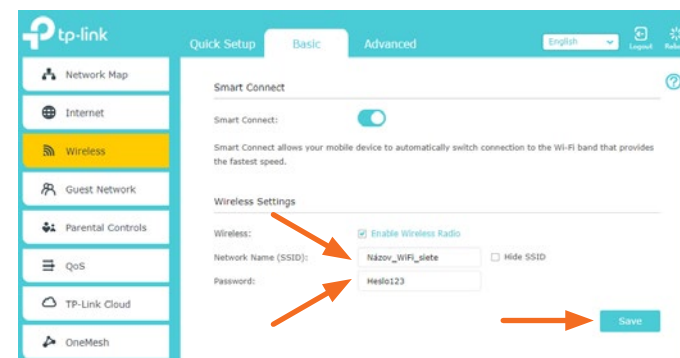 tp-link
Quick Setup Basic Advanced English Logout Reboot
Network Map
Internet
Wireless
Guest Network
Parental Controls
QoS
TP-Link Cloud
OneMesh
Smart Connect
Smart Connect:
Smart Connect allows your mobile device to automatically switch connection to the Wi-Fi band that provides
the fastest speed.
Wireless Settings
Wireless: Enable Wireless Radio
Network Name (SSID): Názov_WiFi_siete Hide SSID
Password: Heslo123
Save